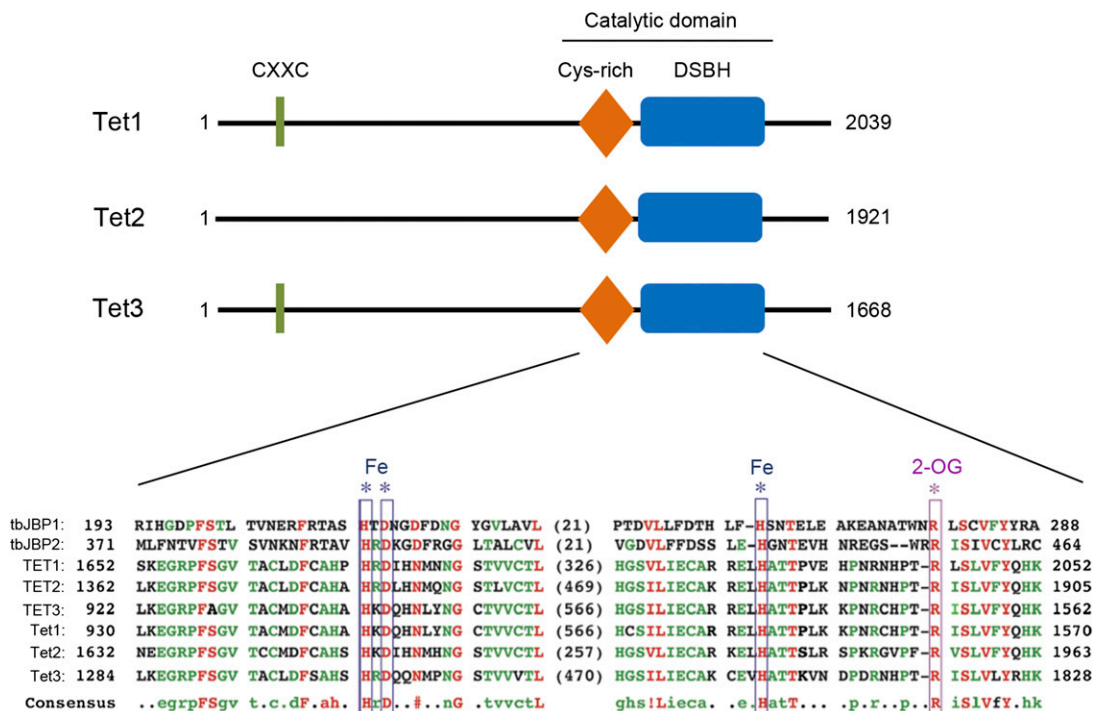 Catalytic domain
CXXC Cys-rich DSBH
Tet1 1 2039
Tet2 1 1921
Tet3 1 1668
Fe Fe 2-OG
* * * *
tbJBP1: 193 RIHGDPFSTL TVNERFRTAS HTDNGDFDNG YGVLAVL (21) PTDVLLFDTH LF-HSNTELE AKEANATWNR LSCVFYYRA 288
tbJBP2: 371 MLFNTVFSTV SVNKNFRTAV HRDKGDFRGG LTALCVL (21) VGDVLFFDSS LE-HGNTEVH NREGS--WRR ISIVCYLRC 464
TET1: 1652 SKEGRPFSGV TACLDFCAHP HRDIHNMNNG STVVCTL (326) HGSVLIECAR RELHATTPVE HPNRNHPT-R LSLVFYQHK 2052
TET2: 1362 LKEGRPFSGV TACLDFCAHA HRDLHNMQNG STLVCTL (469) HGSILIECAR RELHATTPLK NPNRNHPT-R ISLVFYQHK 1905
TET3: 922 LKEGRPFAGV TACMDFCAHA HKDQHNLYNG CTVVCTL (566) HGSILIECAR RELHATTPLK KPNRCHPT-R ISLVFYQHK 1562
Tet1: 930 LKEGRPFSGV TACMDFCAHA HKDQHNLYNG CTVVCTL (566) HCSILIECAR RELHATTPLK KPNRCHPT-R ISLVFYQHK 1570
Tet2: 1632 NEEGRPFSGV TCCMDFSAHS HKDIHNMHNG STVVCTL (257) HGSILIECAR KELHATTSLR SPKRGVPF-R VSLVFYQHK 1963
Tet3: 1284 LKEGRPFSGV TACLDFSAHS HRDQQNMPNG STVVVTL (470) HGSVLIECAK CEVHATTKVN DPDRNHPT-R ISLVLYRHK 1828
Consensus ..egrpFSgv t.c.dF.ah. HrD..#..nG .tvvctL ghs!Lieca..e.HAtt.. .p.r..p..R iSlVfY.hk